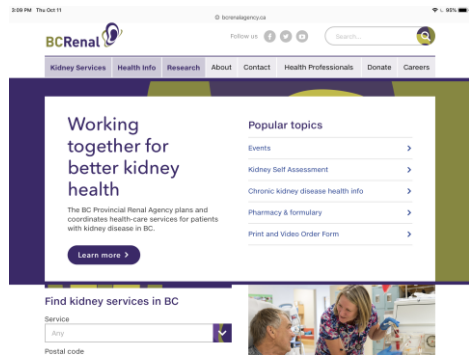 3:09 PM Thu Oct 11
95%
bcrenalagency.ca
BCRenal
Follow us
Search...
Kidney Services Health Info Research About Contact Health Professionals Donate Careers
Working
together for
better kidney
health
The BC Provincial Renal Agency plans and
coordinates health-care services for patients
with kidney disease in BC.
Learn more
Popular topics
Events
Kidney Self Assessment
Chronic kidney disease health info
Pharmacy & formulary
Print and Video Order Form
Find kidney services in BC
Service
Any
Postal code